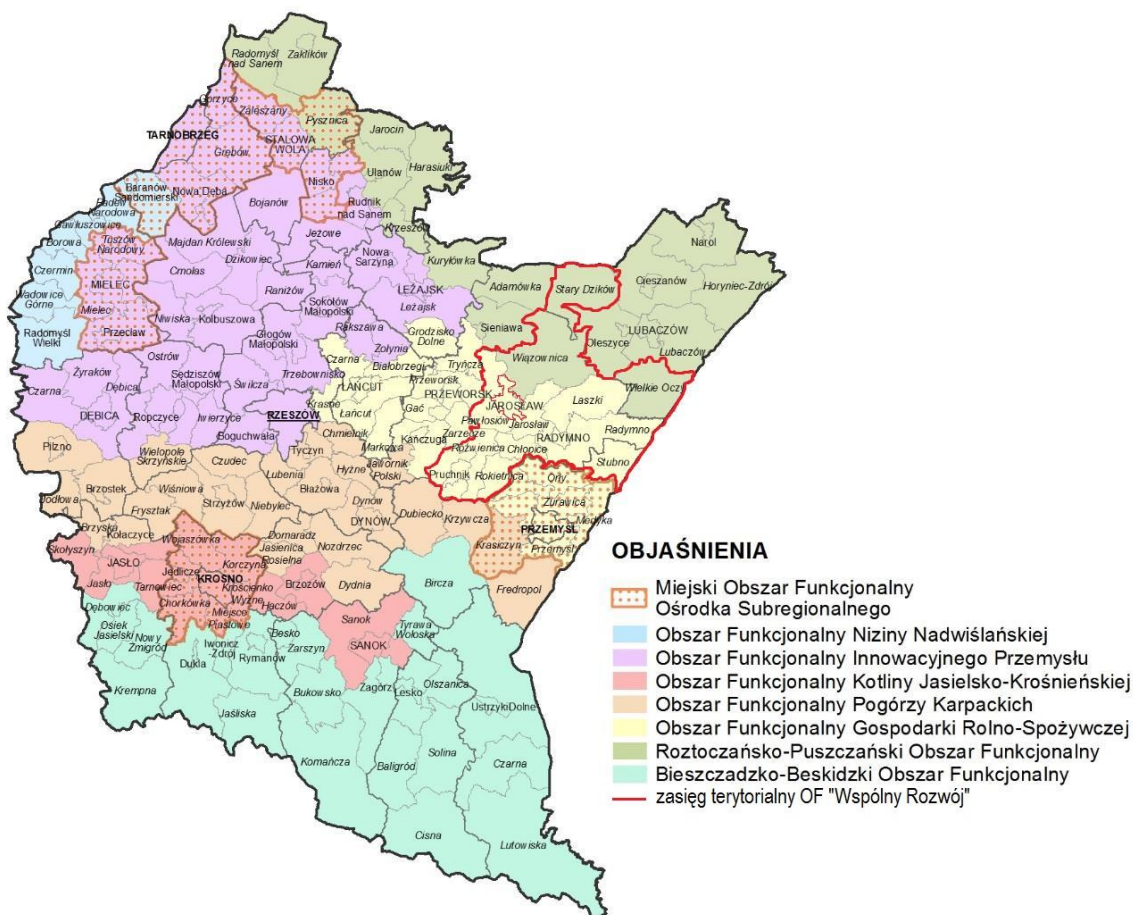 Radomyśl
nad Sanem
Zaklików
Gorzyce
Zaleszany
Pysznica
TARNOBRZEG
STALOWA
WOLA
Jarocin
Grębów
Harasiuki
Ulanów
Nisko
Baranów
Sandomierski
Nowa Dęba
Bojanów
Rudnik
nad Sanem
Padew
Narodowa
Gawłuszowice
Krzeszów
Borowa
Tuszów
Narodowy
Majdan Królewski
Jeżowe
Narol
Cmolas
Dzikowiec
Kamień
Nowa
Sarzyna
Kuryłówka
Cieszanów
Czermin
MIELEC
Raniżów
LEŻAJSK
Adamówka
Stary Dzików
Horyniec-Zdrój
Wadowice
Górne
Mielec
Niwiska
Kolbuszowa
Sokołów
Małopolski
Leżajsk
Sieniawa
LUBACZÓW
Radomyśl
Wielki
Przecław
Głogów
Małopolski
Rakszawa
Grodzisko
Dolne
Oleszyce
Lubaczów
Ostrów
Żołynia
Czarna
Tryńcza
Wiązownica
Żyraków
Sędziszów
Małopolski
Trzebownisko
Białobrzegi
Wielkie Oczy
Czarna
Dębica
Świlcza
Przeworsk
ŁAŃCUT
PRZEWORSK
Laszki
Krasne
JAROSŁAW
DĘBICA
Ropczyce
Iwierzyce
RZESZÓW
Łańcut
Gać
Pawłosiów
Jarosław
Boguchwała
Zarzecze
RADYMNO
Radymno
Pilzno
Wielopole
Skrzyńskie
Tyczyn
Chmielnik
Markowa
Kańczuga
Roźwienica
Chłopice
Czudec
Jawornik
Polski
Stubno
Lubenia
Hyżne
Pruchnik
Rokietnica
Orły
Brzostek
Wiśniowa
Błażowa
Jodłowa
Strzyżów
Niebylec
Dynów
Żurawica
Frysztak
DYNÓW
Dubiecko
Krzywcza
Medyka
Brzyska
Kołaczyce
Wojaszówka
Domaradz
PRZEMYŚL
Skołyszyn
Jasienica
Rosielna
Nozdrzec
Krasiczyn
Przemyśl
OBJAŚNIENIA
JASŁO
Jedlicze
Korczyna
KROSNO
Brzozów
Dydnia
Bircza
Fredropol
Miejski Obszar Funkcjonalny
Ośrodka Subregionalnego
Jasło
Tarnowiec
Krościenko
Wyżne
Haczów
Dębowiec
Chorkówka
Miejsce
Piastowe
Sanok
Tyrawa
Wołoska
Obszar Funkcjonalny Niziny Nadwiślańskiej
Osiek
Jasielski
Nowy
Żmigród
Iwonicz
-Zdrój
Besko
Zarszyn
SANOK
Obszar Funkcjonalny Innowacyjnego Przemysłu
Dukla
Rymanów
Obszar Funkcjonalny Kotliny Jasielsko-Krośnieńskiej
Krempna
Bukowsko
Zagórz
Lesko
Olszanica
Obszar Funkcjonalny Pogórzy Karpackich
Jaśliska
Ustrzyki Dolne
Obszar Funkcjonalny Gospodarki Rolno-Spożywczej
Solina
Roztoczańsko-Puszczański Obszar Funkcjonalny
Komańcza
Baligród
Czarna
Bieszczadzko-Beskidzki Obszar Funkcjonalny
zasięg terytorialny OF "Wspólny Rozwój"
Cisna
Lutowiska